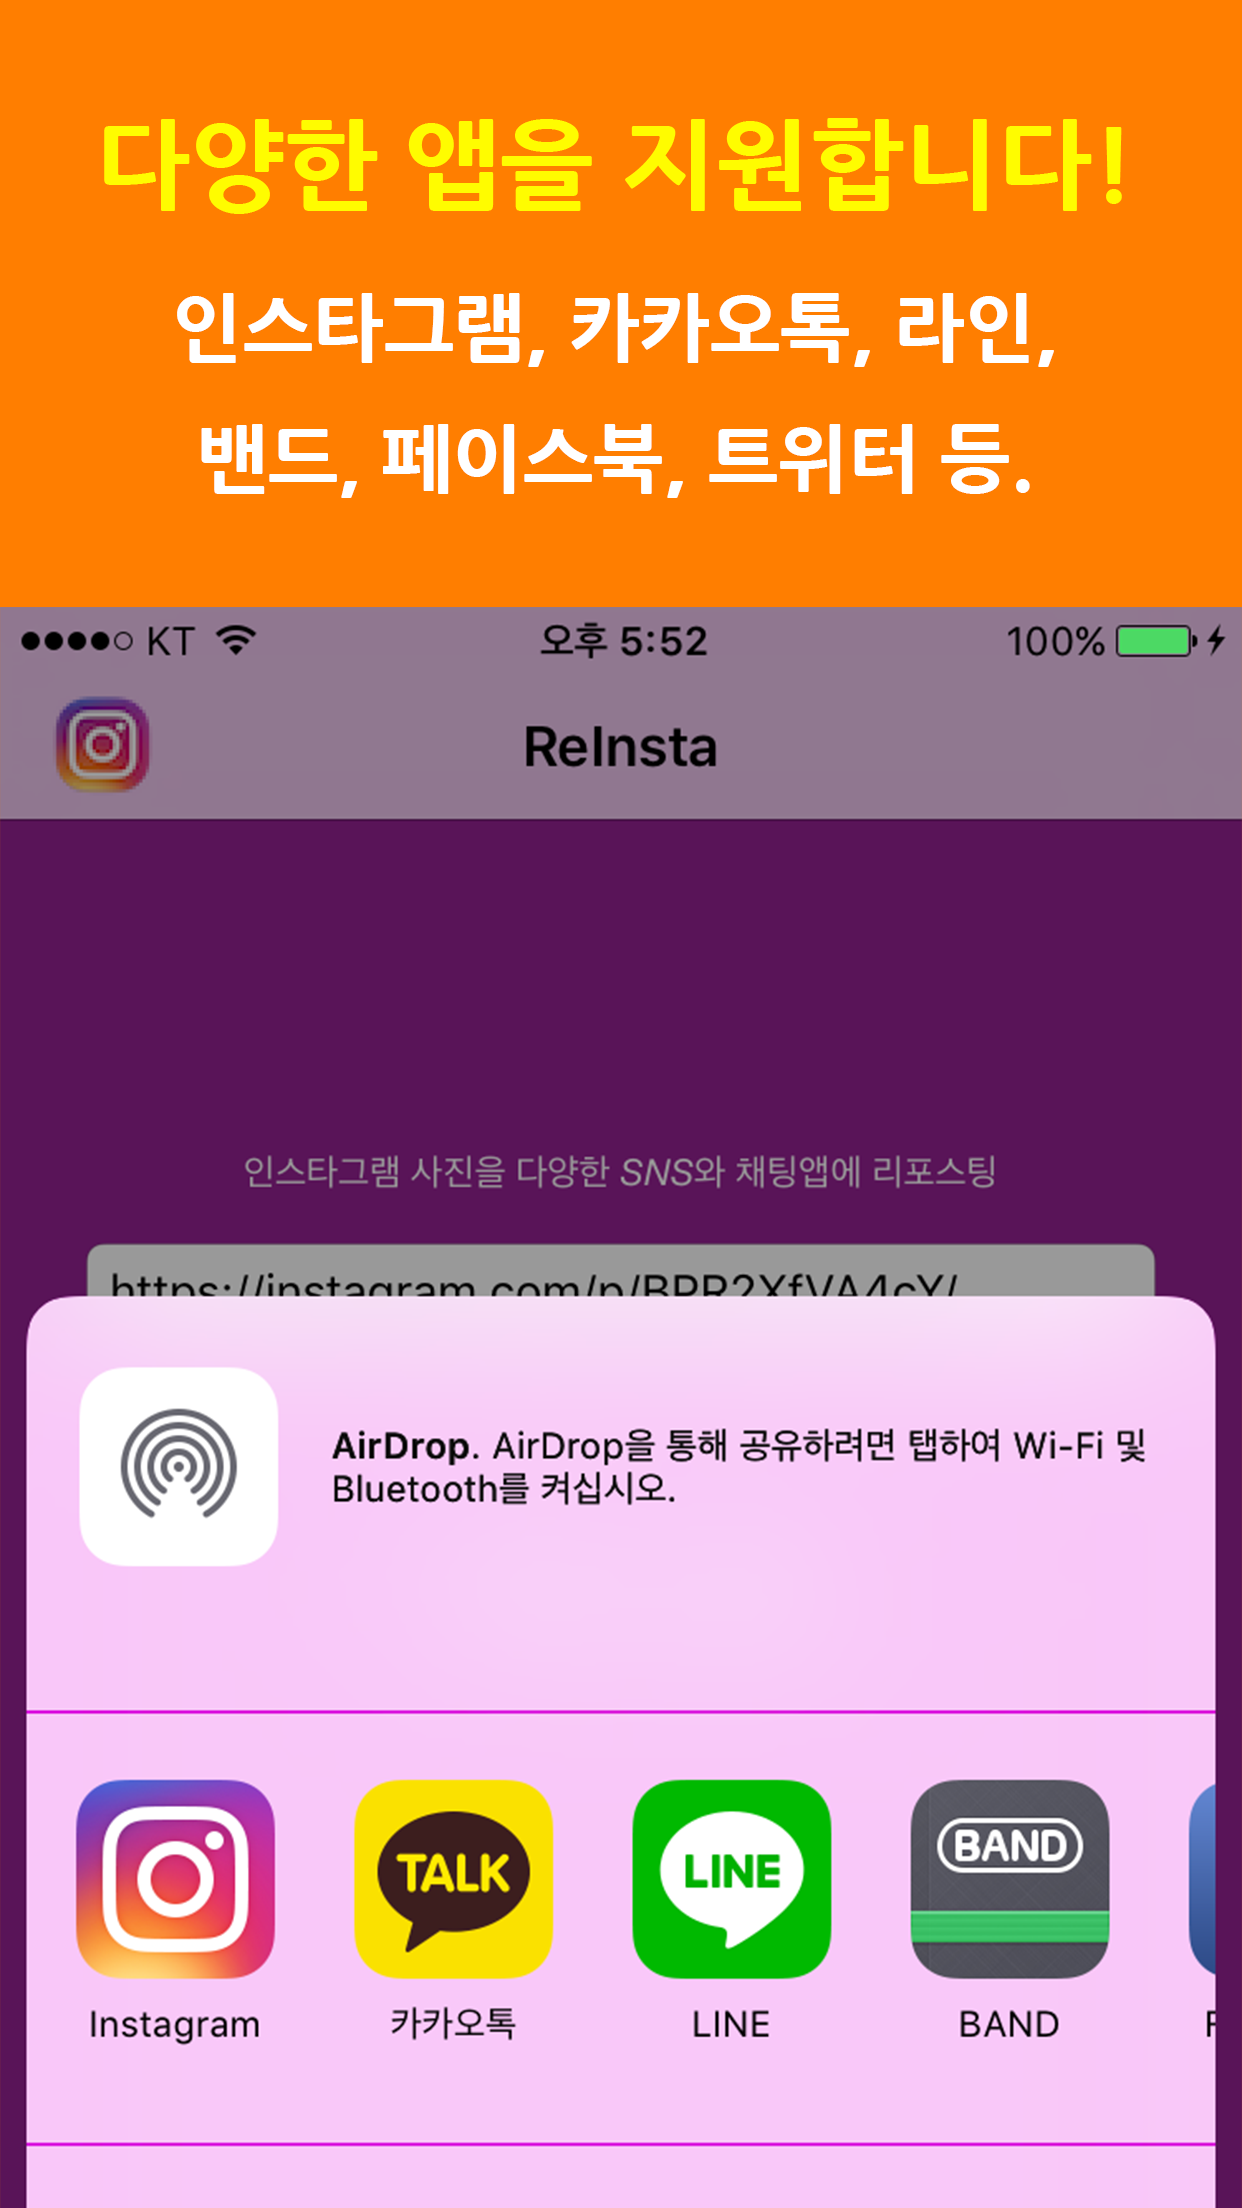 다양한 앱을 지원합니다!
인스타그램, 카카오톡, 라인,
밴드, 페이스북, 트위터 등.
KT 오후 5:52 100%
ReInsta
인스타그램 사진을 다양한 SNS와 채팅앱에 리포스팅
https://instagram.com/p/BPR2XfVA4cY/
AirDrop. AirDrop을 통해 공유하려면 탭하여 Wi-Fi 및
Bluetooth를 켜십시오.
TALK
LINE
BAND
Instagram 카카오톡 LINE BAND F